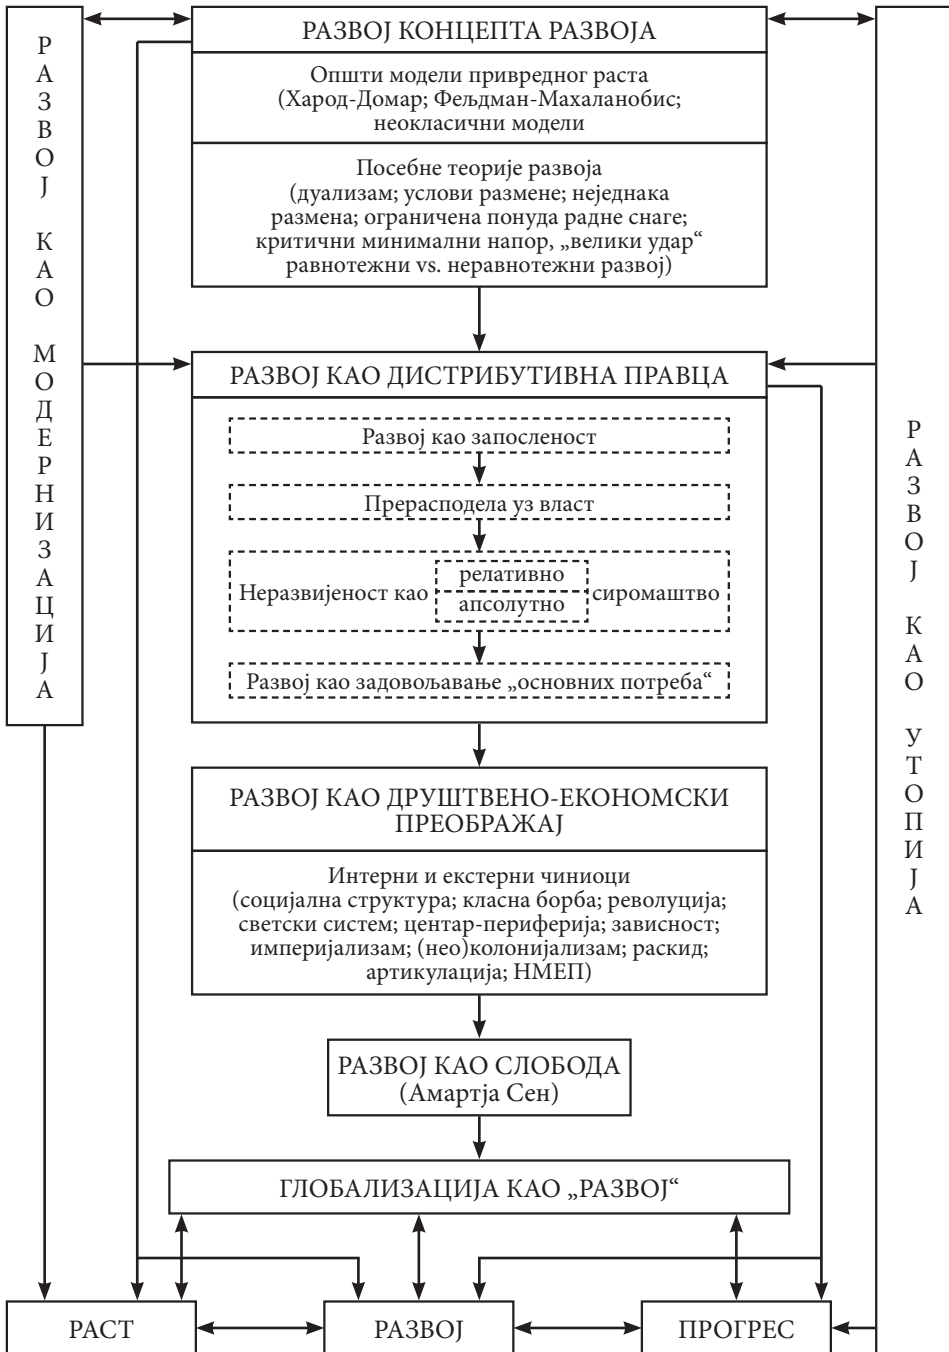 РАЗВОЈ КАО МОДЕРНИЗАЦИЈА
РАЗВОЈ КОНЦЕПТА РАЗВОЈА
Општи модели привредног раста
(Харод-Домар; Фељдман-Махаланобис;
неокласични модели
Посебне теорије развоја
(дуализам; услови размене; неједнака
размена; ограничена понуда радне снаге;
критични минимални напор, „велики удар“
равнотежни vs. неравнотежни развој)
РАЗВОЈ КАО ДИСТРИБУТИВНА ПРАВЦА
Развој као запосленост
Прерасподела уз власт
Неразвијеност као
релативно
апсолутно
сиромаштво
Развој као задовољавање „основних потреба“
РАЗВОЈ КАО ДРУШТВЕНО-ЕКОНОМСКИ
ПРЕОБРАЖАЈ
Интерни и екстерни чиниоци
(социјална структура; класна борба; револуција;
светски систем; центар-периферија; зависност;
империјализам; (нео)колонијализам; раскид;
артикулација; НМЕП)
РАЗВОЈ КАО СЛОБОДА
(Амартја Сен)
ГЛОБАЛИЗАЦИЈА КАО „РАЗВОЈ“
РАСТ
РАЗВОЈ
ПРОГРЕС
РАЗВОЈ КАО УТОПИЈА